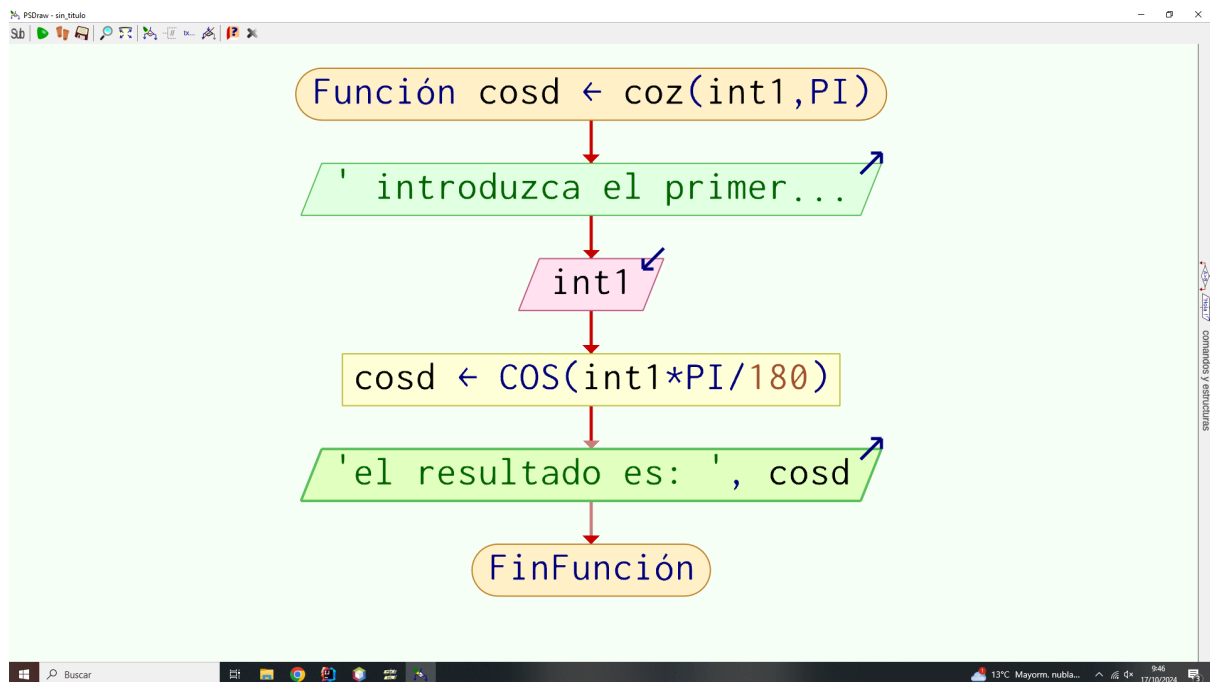 PSDraw - sin_titulo
Sub
Función cosd ← coz(int1,PI)
' introduzca el primer...
int1
cosd ← COS(int1*PI/180)
'el resultado es: ', cosd
FinFunción
comandos y estructuras
Buscar
13°C Mayorm. nubla...
9:46
17/10/2024